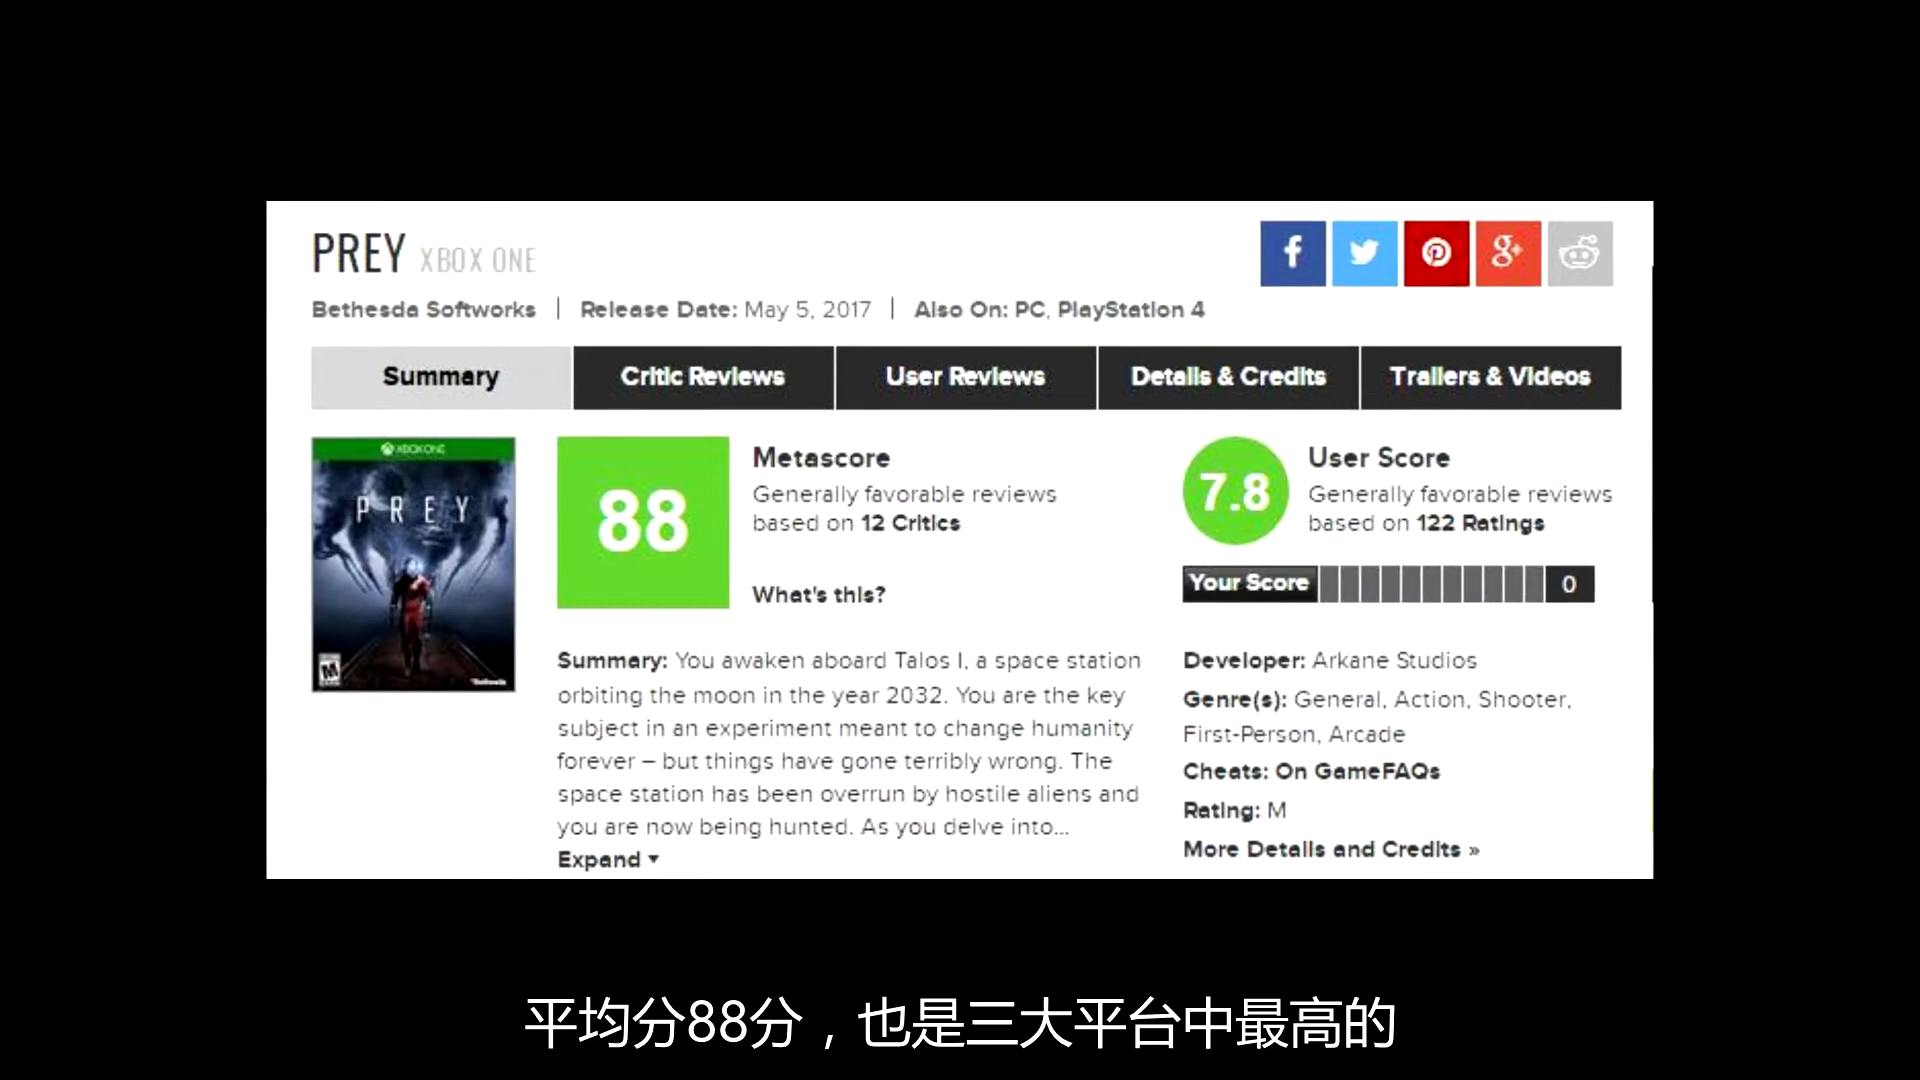 PREY XBOX ONE
Bethesda Softworks | Release Date: May 5, 2017 | Also On: PC, PlayStation 4
Summary Critic Reviews User Reviews Details & Credits Trailers & Videos
XBOX ONE
PREY
M
Bethesda
88
Metascore
Generally favorable reviews
based on 12 Critics
What's this?
7.8
User Score
Generally favorable reviews
based on 122 Ratings
Your Score 0
Summary: You awaken aboard Talos I, a space station
orbiting the moon in the year 2032. You are the key
subject in an experiment meant to change humanity
forever – but things have gone terribly wrong. The
space station has been overrun by hostile aliens and
you are now being hunted. As you delve into...
Expand ▼
Developer: Arkane Studios
Genre(s): General, Action, Shooter,
First-Person, Arcade
Cheats: On GameFAQs
Rating: M
More Details and Credits »
平均分88分，也是三大平台中最高的